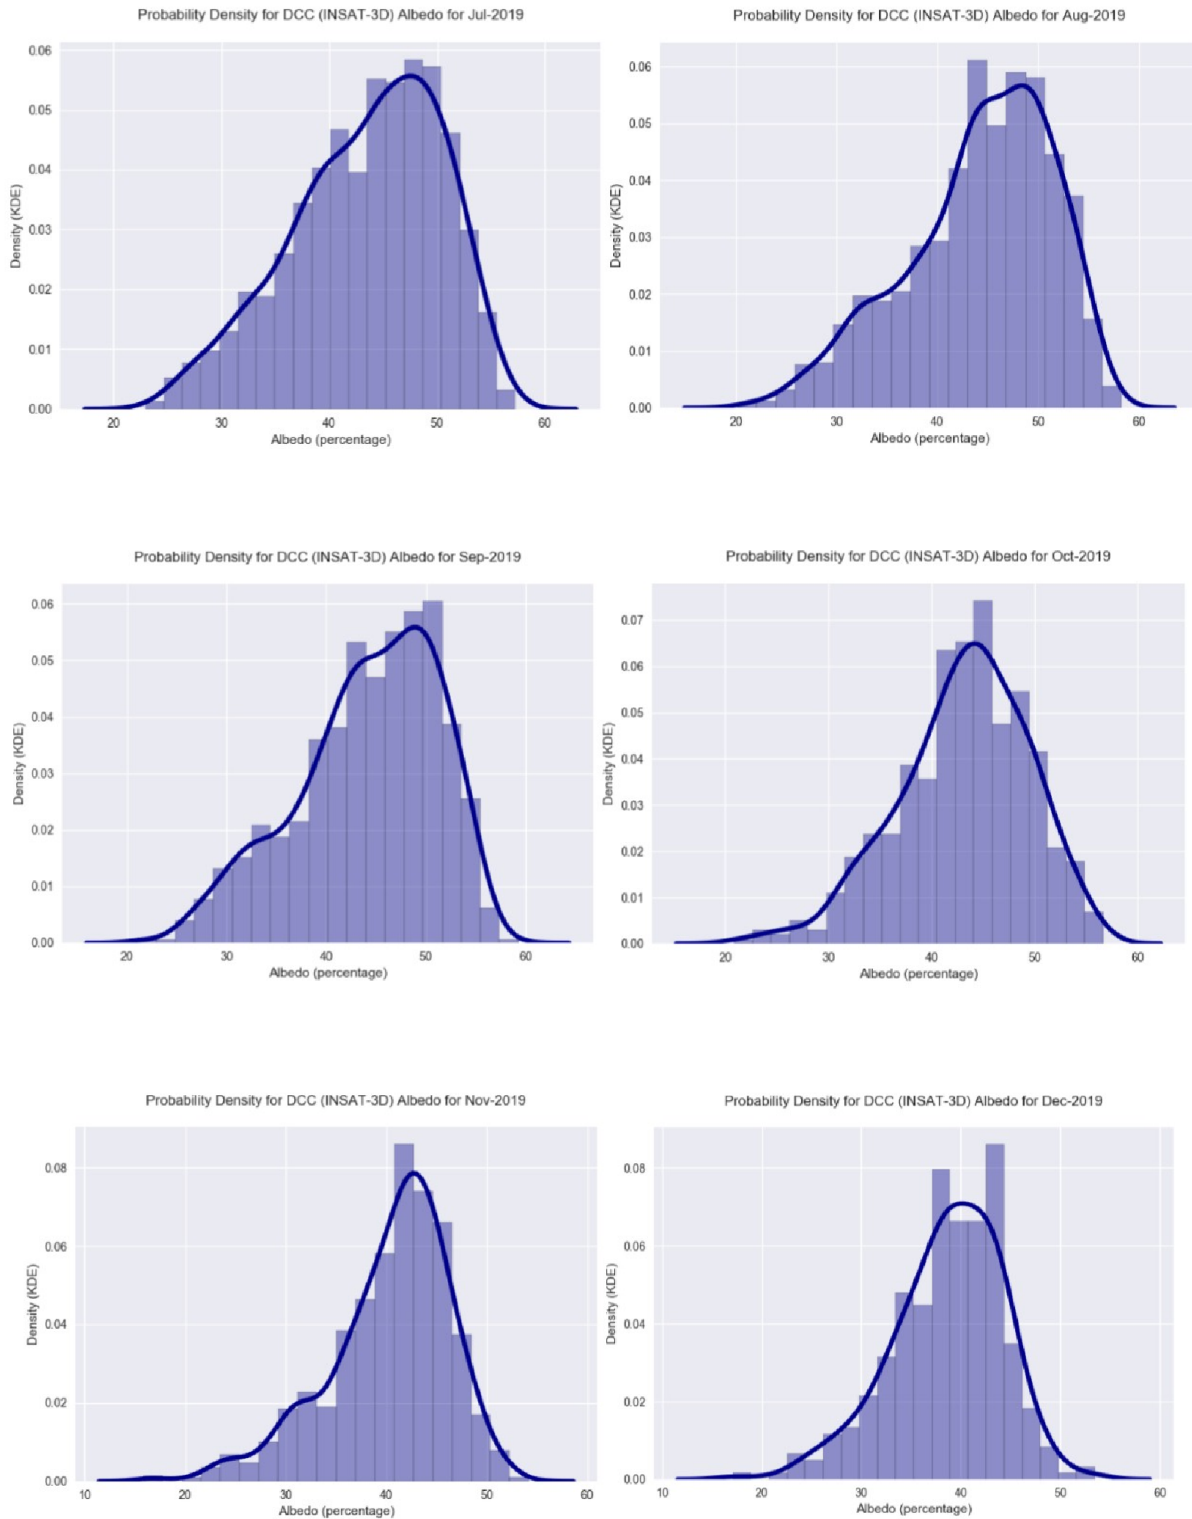 Probability Density for DCC (INSAT-3D) Albedo for Jul-2019
0.06
0.05
0.04
0.03
0.02
0.01
0.00
Density (KDE)
20 30 40 50 60
Albedo (percentage)
Probability Density for DCC (INSAT-3D) Albedo for Aug-2019
0.06
0.05
0.04
0.03
0.02
0.01
0.00
Density (KDE)
20 30 40 50 60
Albedo (percentage)
Probability Density for DCC (INSAT-3D) Albedo for Sep-2019
0.06
0.05
0.04
0.03
0.02
0.01
0.00
Density (KDE)
20 30 40 50 60
Albedo (percentage)
Probability Density for DCC (INSAT-3D) Albedo for Oct-2019
0.07
0.06
0.05
0.04
0.03
0.02
0.01
0.00
Density (KDE)
20 30 40 50 60
Albedo (percentage)
Probability Density for DCC (INSAT-3D) Albedo for Nov-2019
0.08
0.06
0.04
0.02
0.00
Density (KDE)
10 20 30 40 50 60
Albedo (percentage)
Probability Density for DCC (INSAT-3D) Albedo for Dec-2019
0.08
0.06
0.04
0.02
0.00
Density (KDE)
10 20 30 40 50 60
Albedo (percentage)